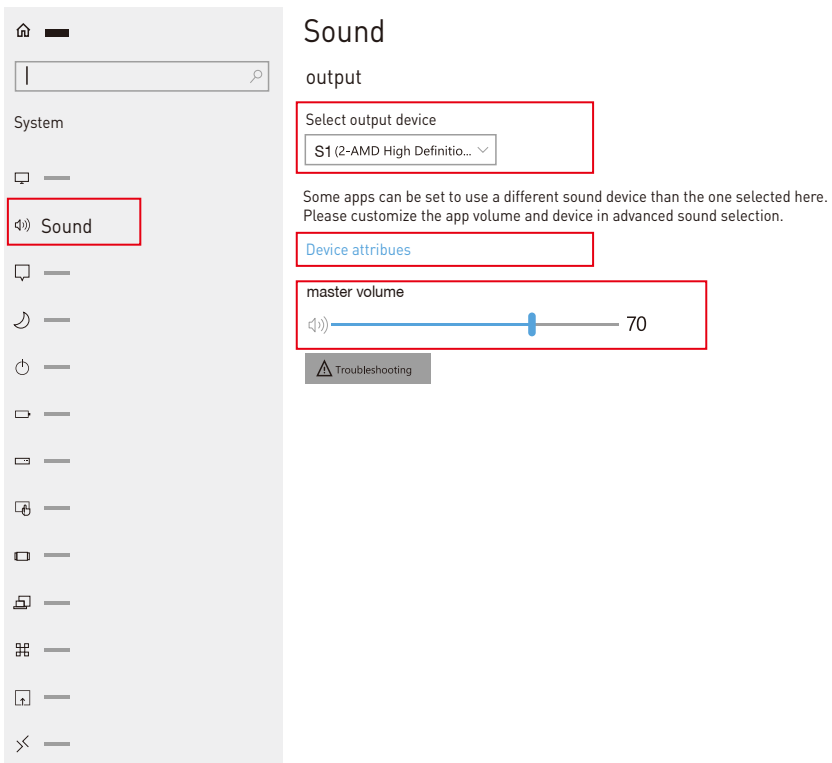 Sound
output
System
Select output device
S1 (2-AMD High Definitio...
Sound
Some apps can be set to use a different sound device than the one selected here.
Please customize the app volume and device in advanced sound selection.
Device attribues
master volume
70
Troubleshooting